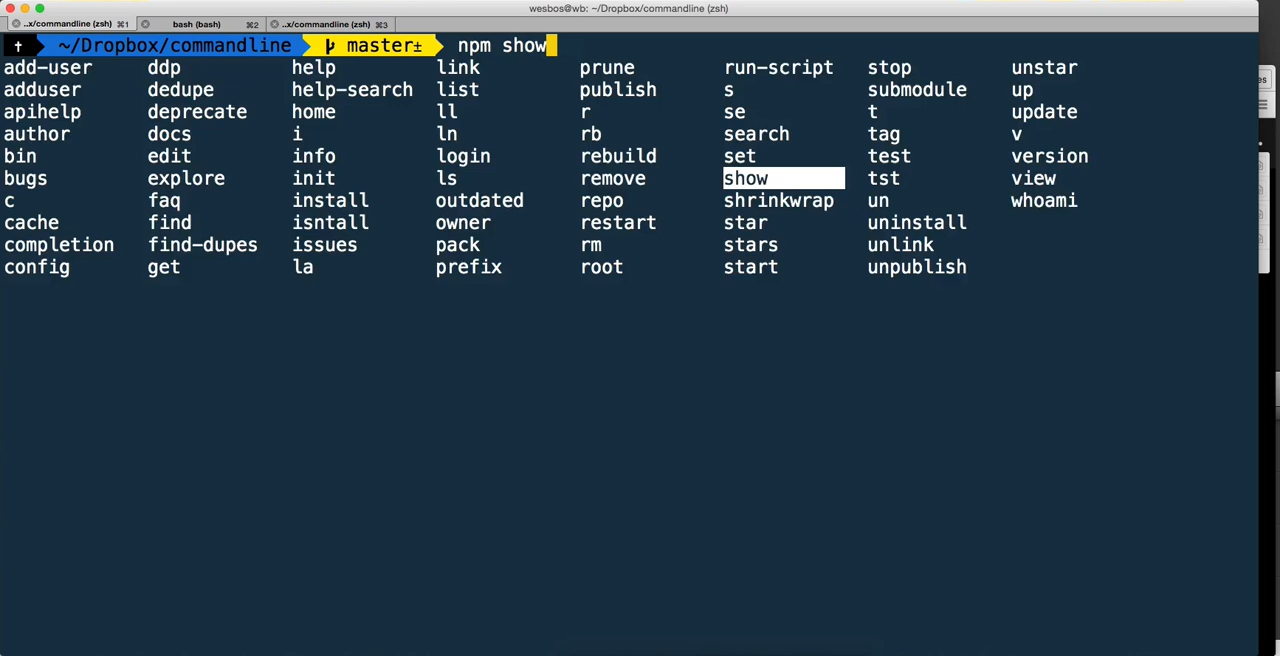 wesbos@wb: ~/Dropbox/commandline (zsh)
..x/commandline (zsh) ⌘1 bash (bash) ⌘2 ..x/commandline (zsh) ⌘3
✝ ~/Dropbox/commandline master± npm show
add-user ddp help link prune run-script stop unstar
adduser dedupe help-search list publish s submodule up
apihelp deprecate home ll r se t update
author docs i ln rb search tag v
bin edit info login rebuild set test version
bugs explore init ls remove show tst view
c faq install outdated repo shrinkwrap un whoami
cache find isntall owner restart star uninstall
completion find-dupes issues pack rm stars unlink
config get la prefix root start unpublish